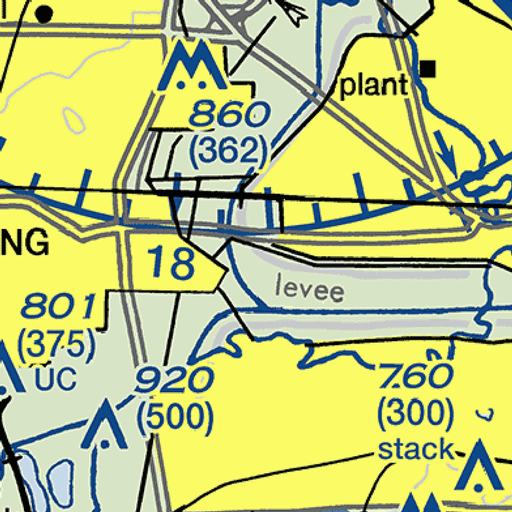 plant
860
(362)
NG
18
levee
801
(375)
UC
920
(500)
760
(300)
stack